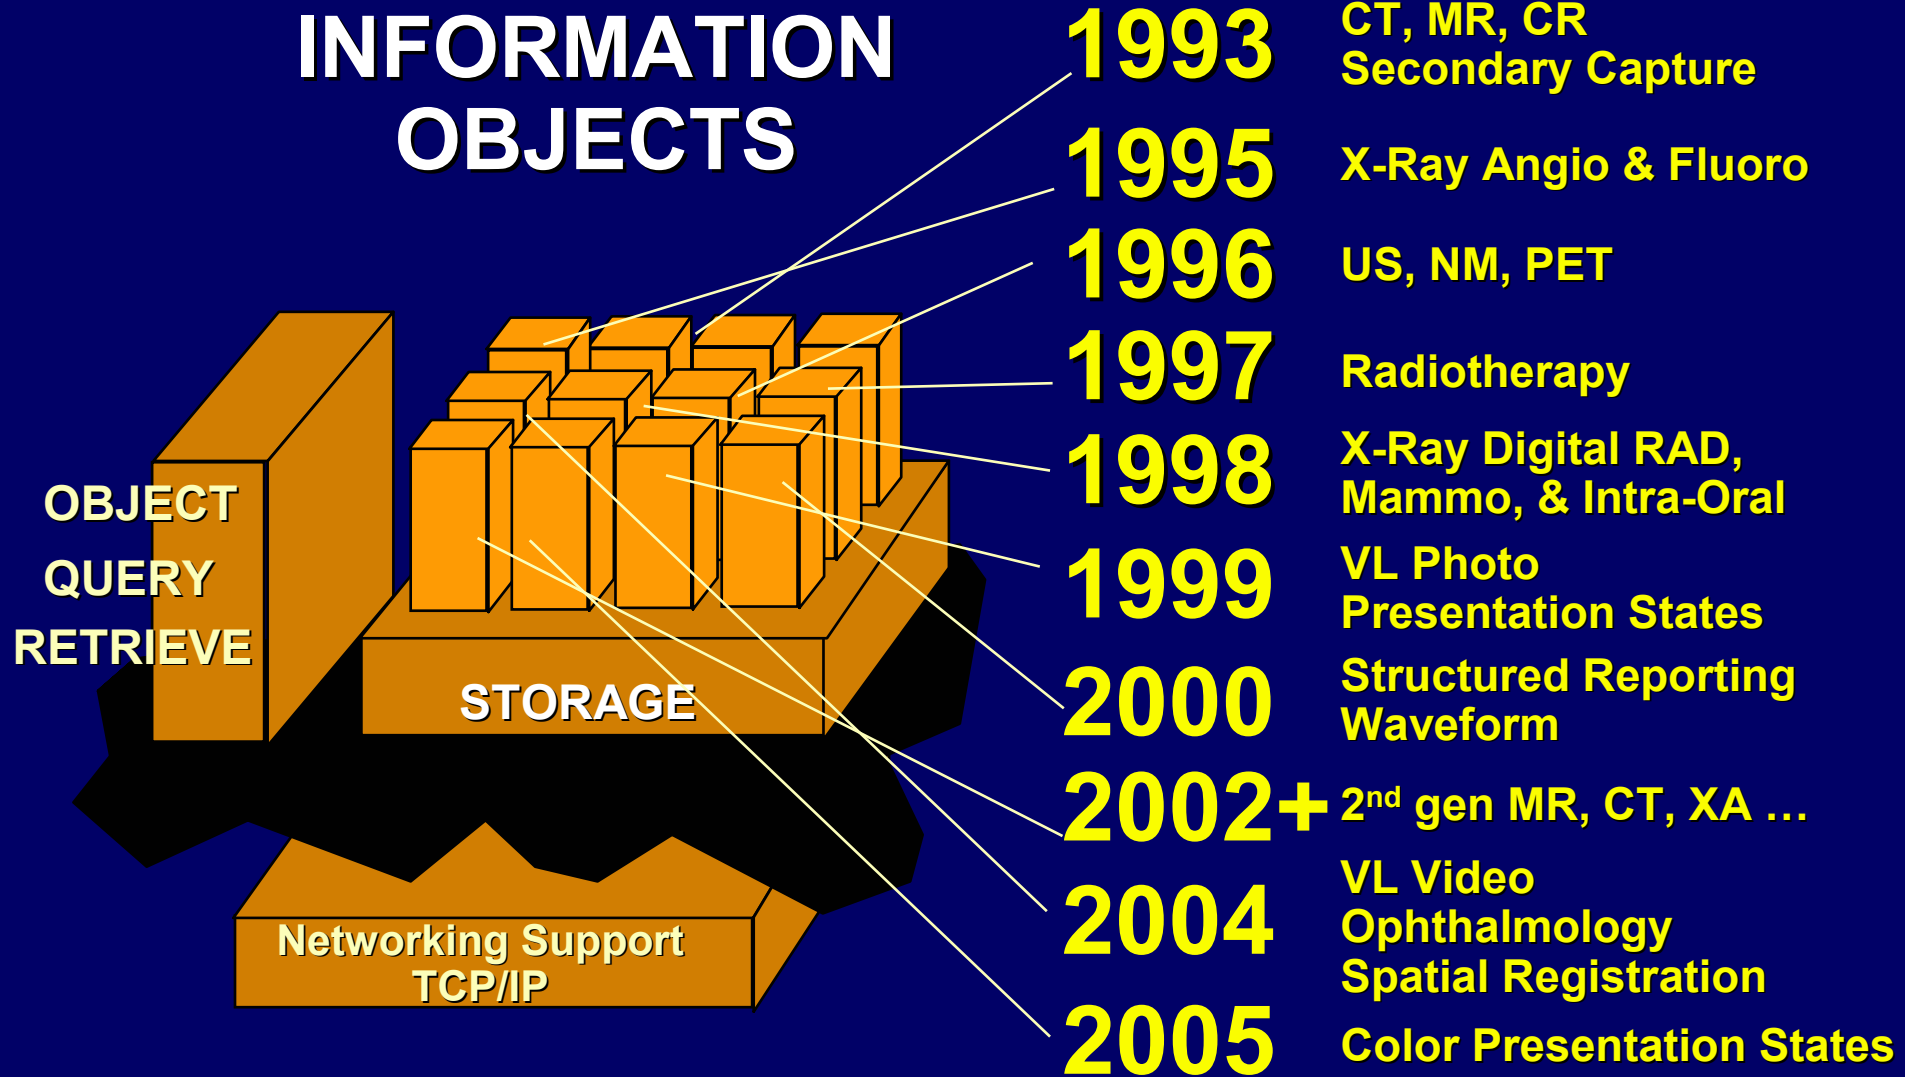 INFORMATION
OBJECTS
1993
CT, MR, CR
Secondary Capture
1995
X-Ray Angio & Fluoro
1996
US, NM, PET
1997
Radiotherapy
1998
X-Ray Digital RAD,
Mammo, & Intra-Oral
1999
VL Photo
Presentation States
2000
Structured Reporting
Waveform
2002+
2nd gen MR, CT, XA …
2004
VL Video
Ophthalmology
Spatial Registration
2005
Color Presentation States
OBJECT
QUERY
RETRIEVE
STORAGE
Networking Support
TCP/IP